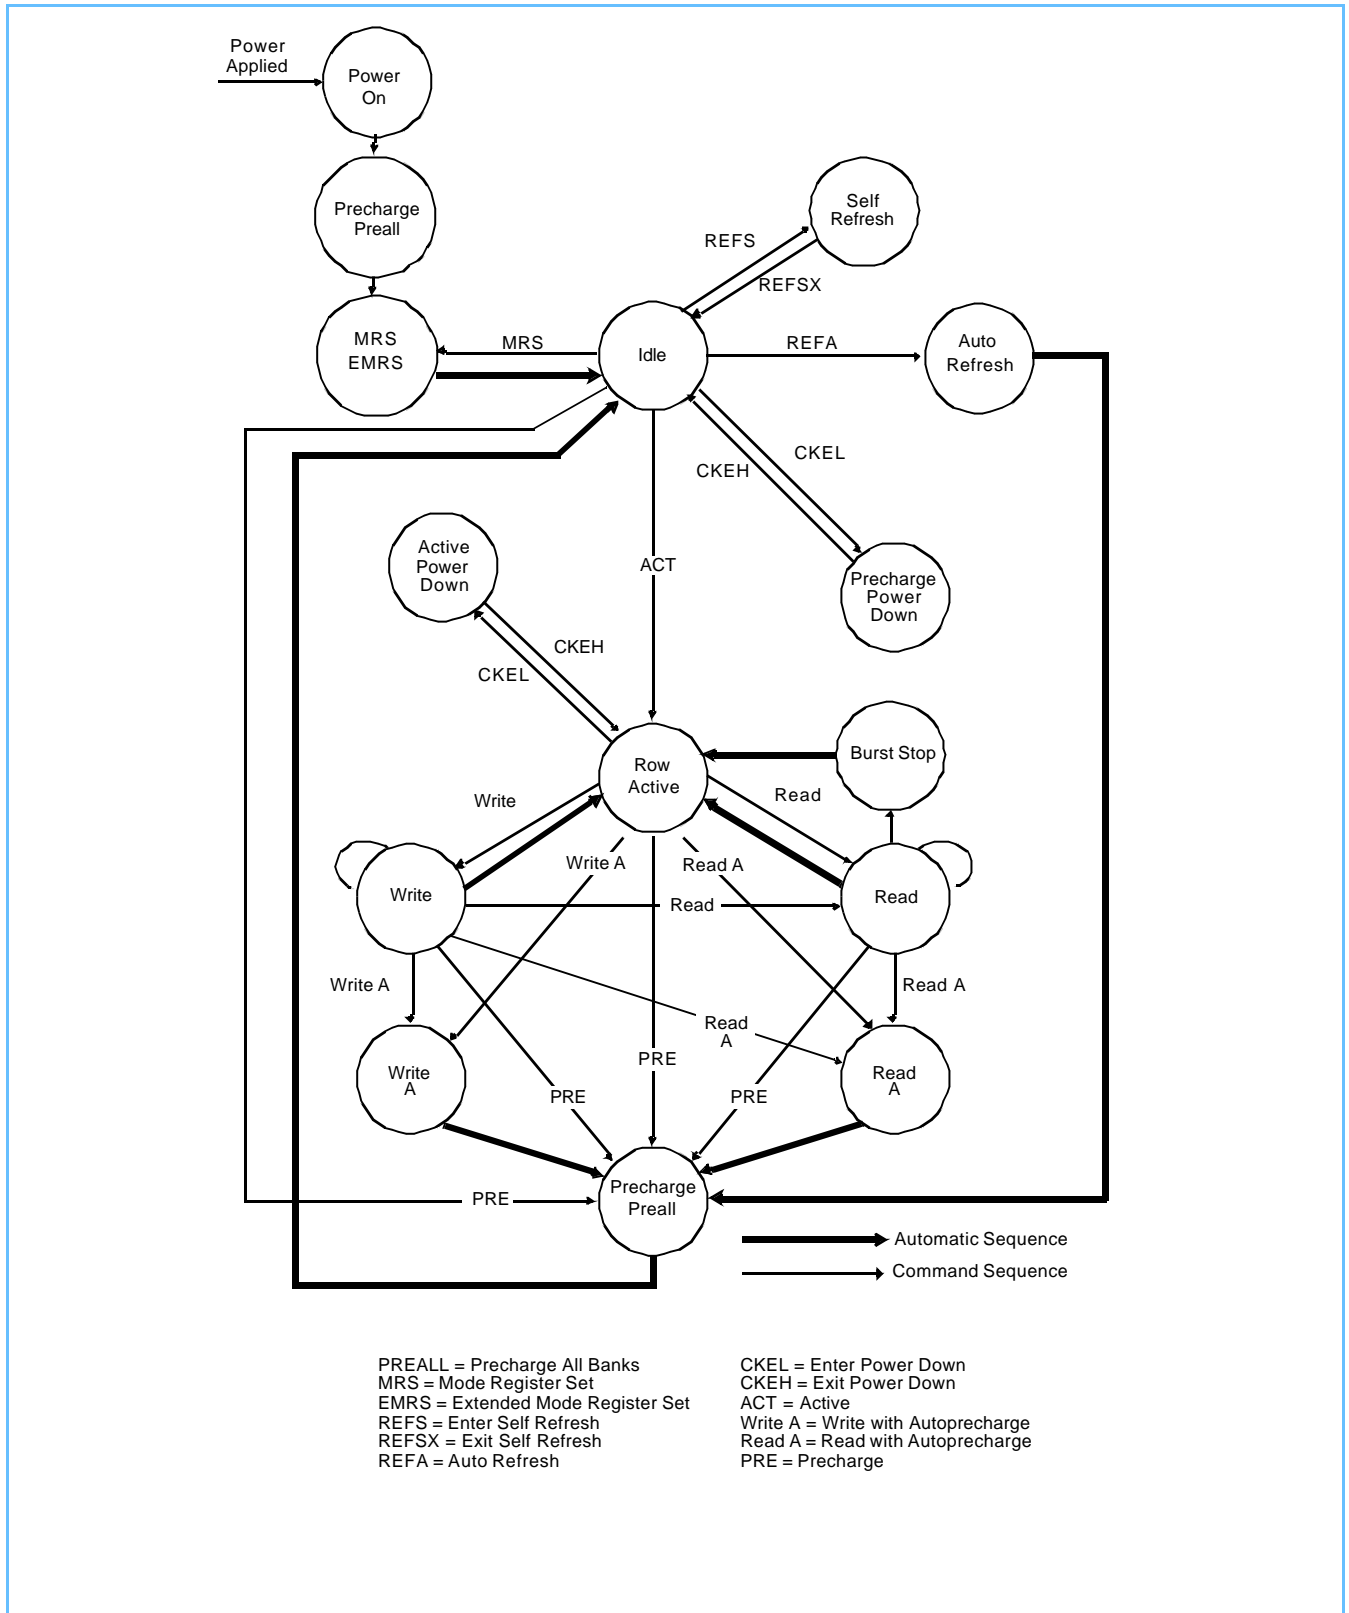 Power
Applied
Power
On
Precharge
Preall
Self
Refresh
REFS
REFSX
MRS
EMRS
MRS
Idle
REFA
Auto
Refresh
CKEL
CKEH
Active
Power
Down
ACT
Precharge
Power
Down
CKEH
CKEL
Burst Stop
Row
Active
Write
Read
Write A
Read A
Write
Read
Read
Write A
Read A
Read
A
PRE
Write
A
Read
A
PRE
PRE
Precharge
Preall
PRE
Automatic Sequence
Command Sequence
PREALL = Precharge All Banks
MRS = Mode Register Set
EMRS = Extended Mode Register Set
REFS = Enter Self Refresh
REFSX = Exit Self Refresh
REFA = Auto Refresh
CKEL = Enter Power Down
CKEH = Exit Power Down
ACT = Active
Write A = Write with Autoprecharge
Read A = Read with Autoprecharge
PRE = Precharge